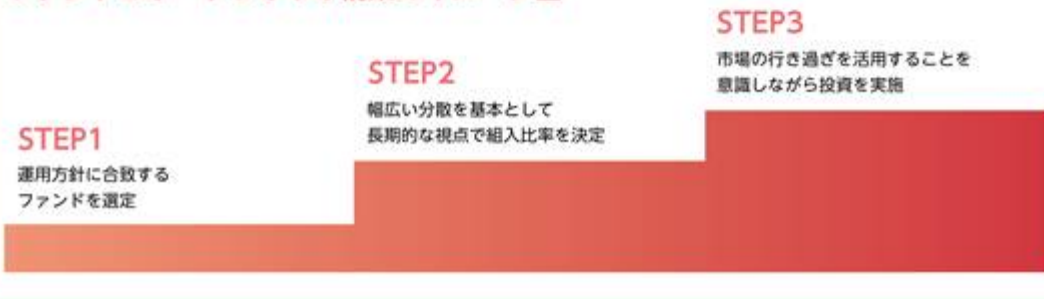 STEP1
運用方針に合致する
ファンドを選定
STEP2
幅広い分散を基本として
長期的な視点で組入比率を決定
STEP3
市場の行き過ぎを活用することを
意識しながら投資を実施